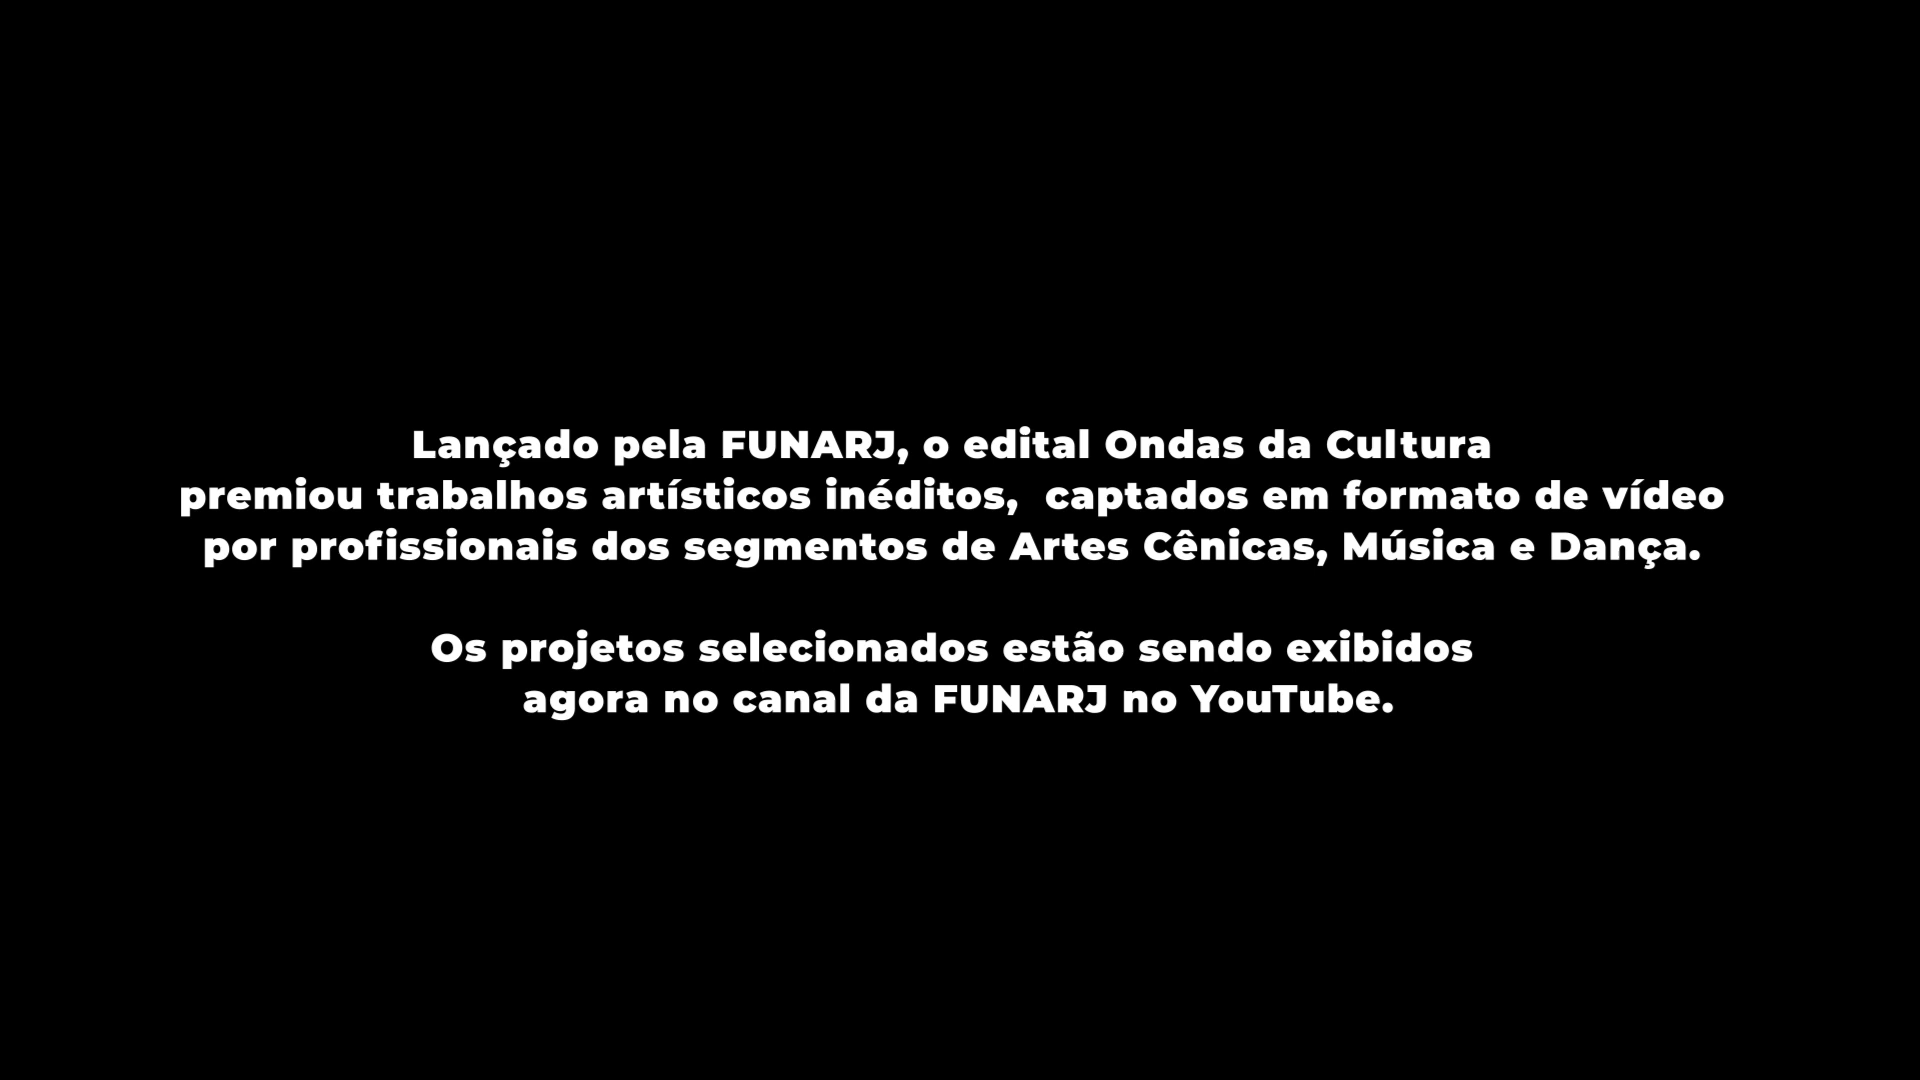 Lançado pela FUNARJ, o edital Ondas da Cultura
premiou trabalhos artísticos inéditos,  captados em formato de vídeo
por profissionais dos segmentos de Artes Cênicas, Música e Dança.
Os projetos selecionados estão sendo exibidos
agora no canal da FUNARJ no YouTube.